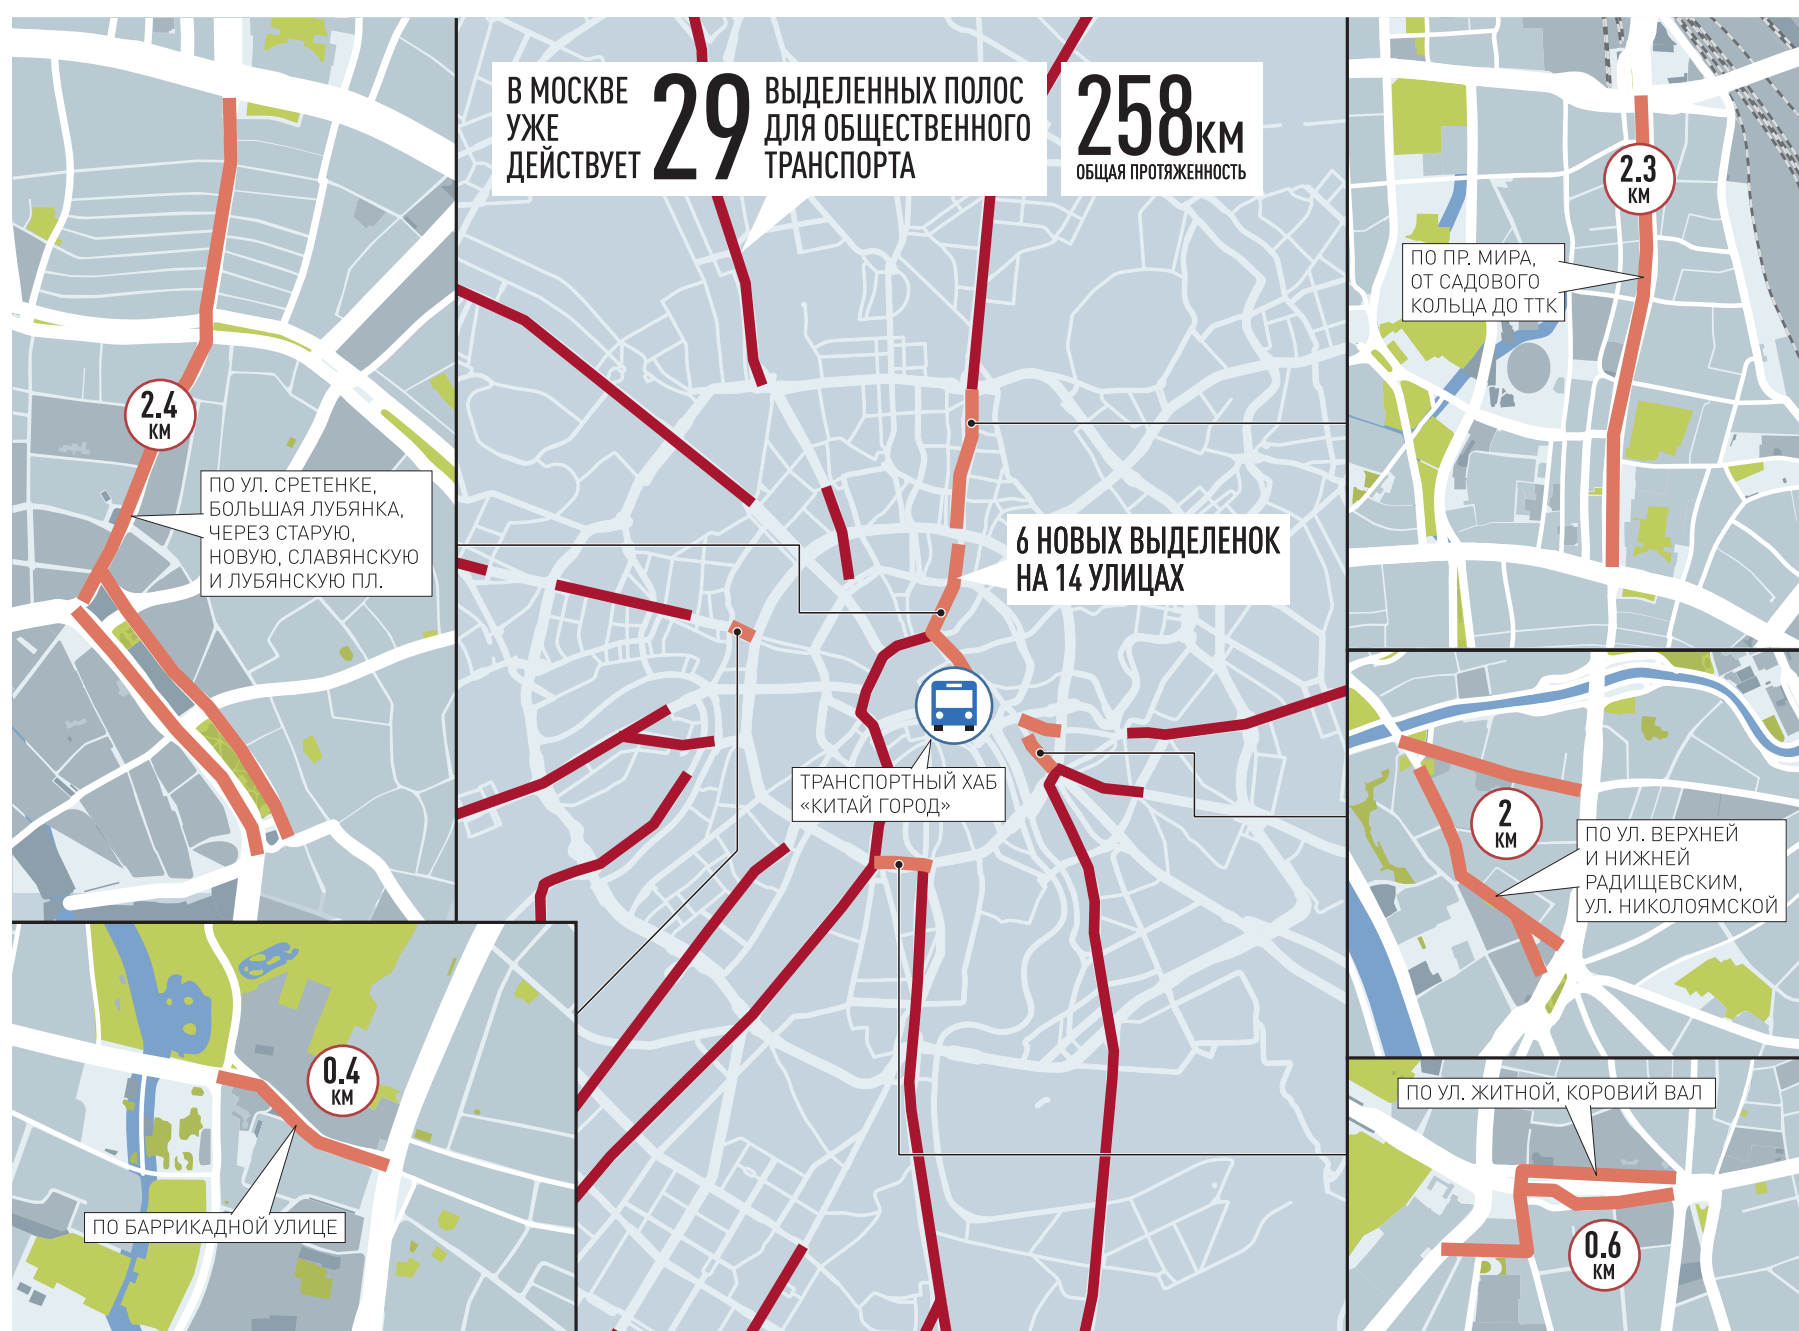 В МОСКВЕ
УЖЕ
ДЕЙСТВУЕТ
29
ВЫДЕЛЕННЫХ ПОЛОС
ДЛЯ ОБЩЕСТВЕННОГО
ТРАНСПОРТА
258КМ
ОБЩАЯ ПРОТЯЖЕННОСТЬ
2.4
КМ
ПО УЛ. СРЕТЕНКЕ,
БОЛЬШАЯ ЛУБЯНКА,
ЧЕРЕЗ СТАРУЮ,
НОВУЮ, СЛАВЯНСКУЮ
И ЛУБЯНСКУЮ ПЛ.
2.3
КМ
ПО ПР. МИРА,
ОТ САДОВОГО
КОЛЬЦА ДО ТТК
6 НОВЫХ ВЫДЕЛЕНОК
НА 14 УЛИЦАХ
ТРАНСПОРТНЫЙ ХАБ
«КИТАЙ ГОРОД»
2
КМ
ПО УЛ. ВЕРХНЕЙ
И НИЖНЕЙ
РАДИЩЕВСКИМ,
УЛ. НИКОЛОЯМСКОЙ
0.4
КМ
ПО БАРРИКАДНОЙ УЛИЦЕ
ПО УЛ. ЖИТНОЙ, КОРОВИЙ ВАЛ
0.6
КМ